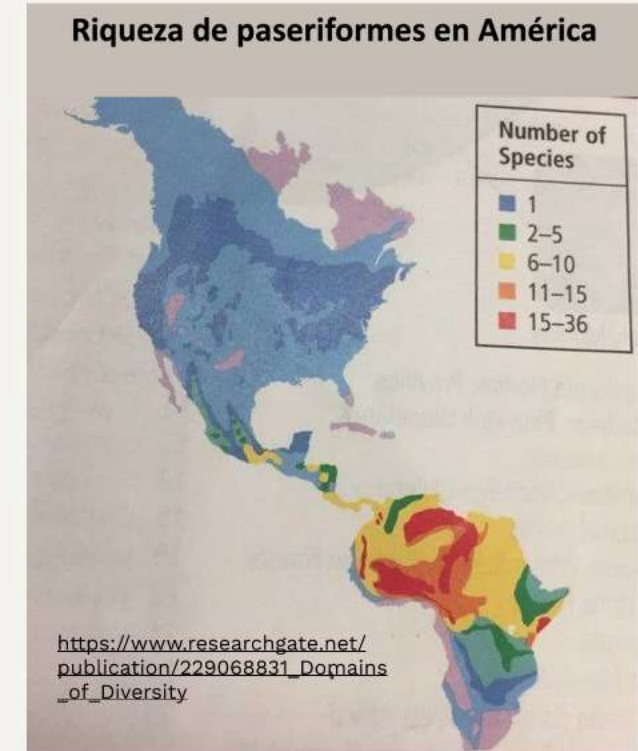 Riqueza de paseriformes en América
Number of
Species
1
2–5
6–10
11–15
15–36
https://www.researchgate.net/
publication/229068831_Domains
_of_Diversity